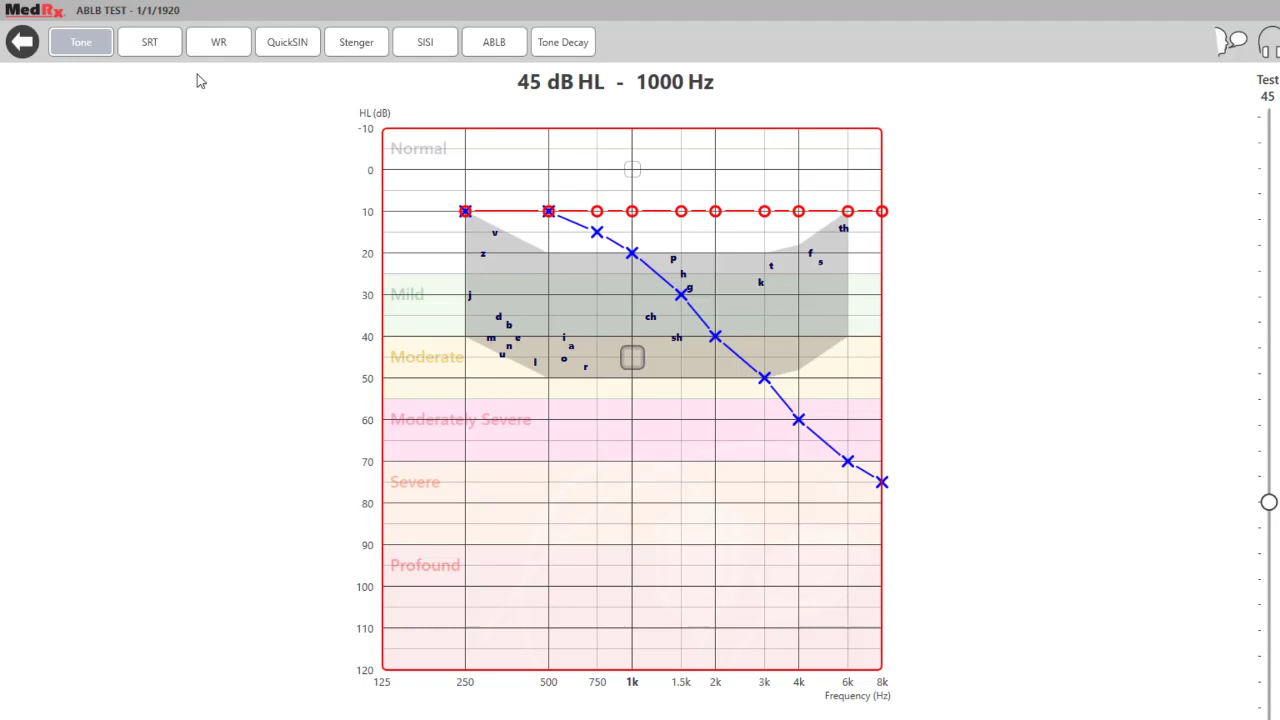 MedRx ABLB TEST - 1/1/1920
Tone SRT WR QuickSIN Stenger SISI ABLB Tone Decay
45 dB HL - 1000 Hz
Test
45
HL (dB)
-10
Normal
0
10
th
v
20
z
p
f
s
h
t
k
g
Mild
30
j
d
b
ch
40
m
e
n
u
i
a
o
sh
Moderate
l
r
50
60
Moderately Severe
70
Severe
80
90
Profound
100
110
120
125 250 500 750 1k 1.5k 2k 3k 4k 6k 8k
Frequency (Hz)